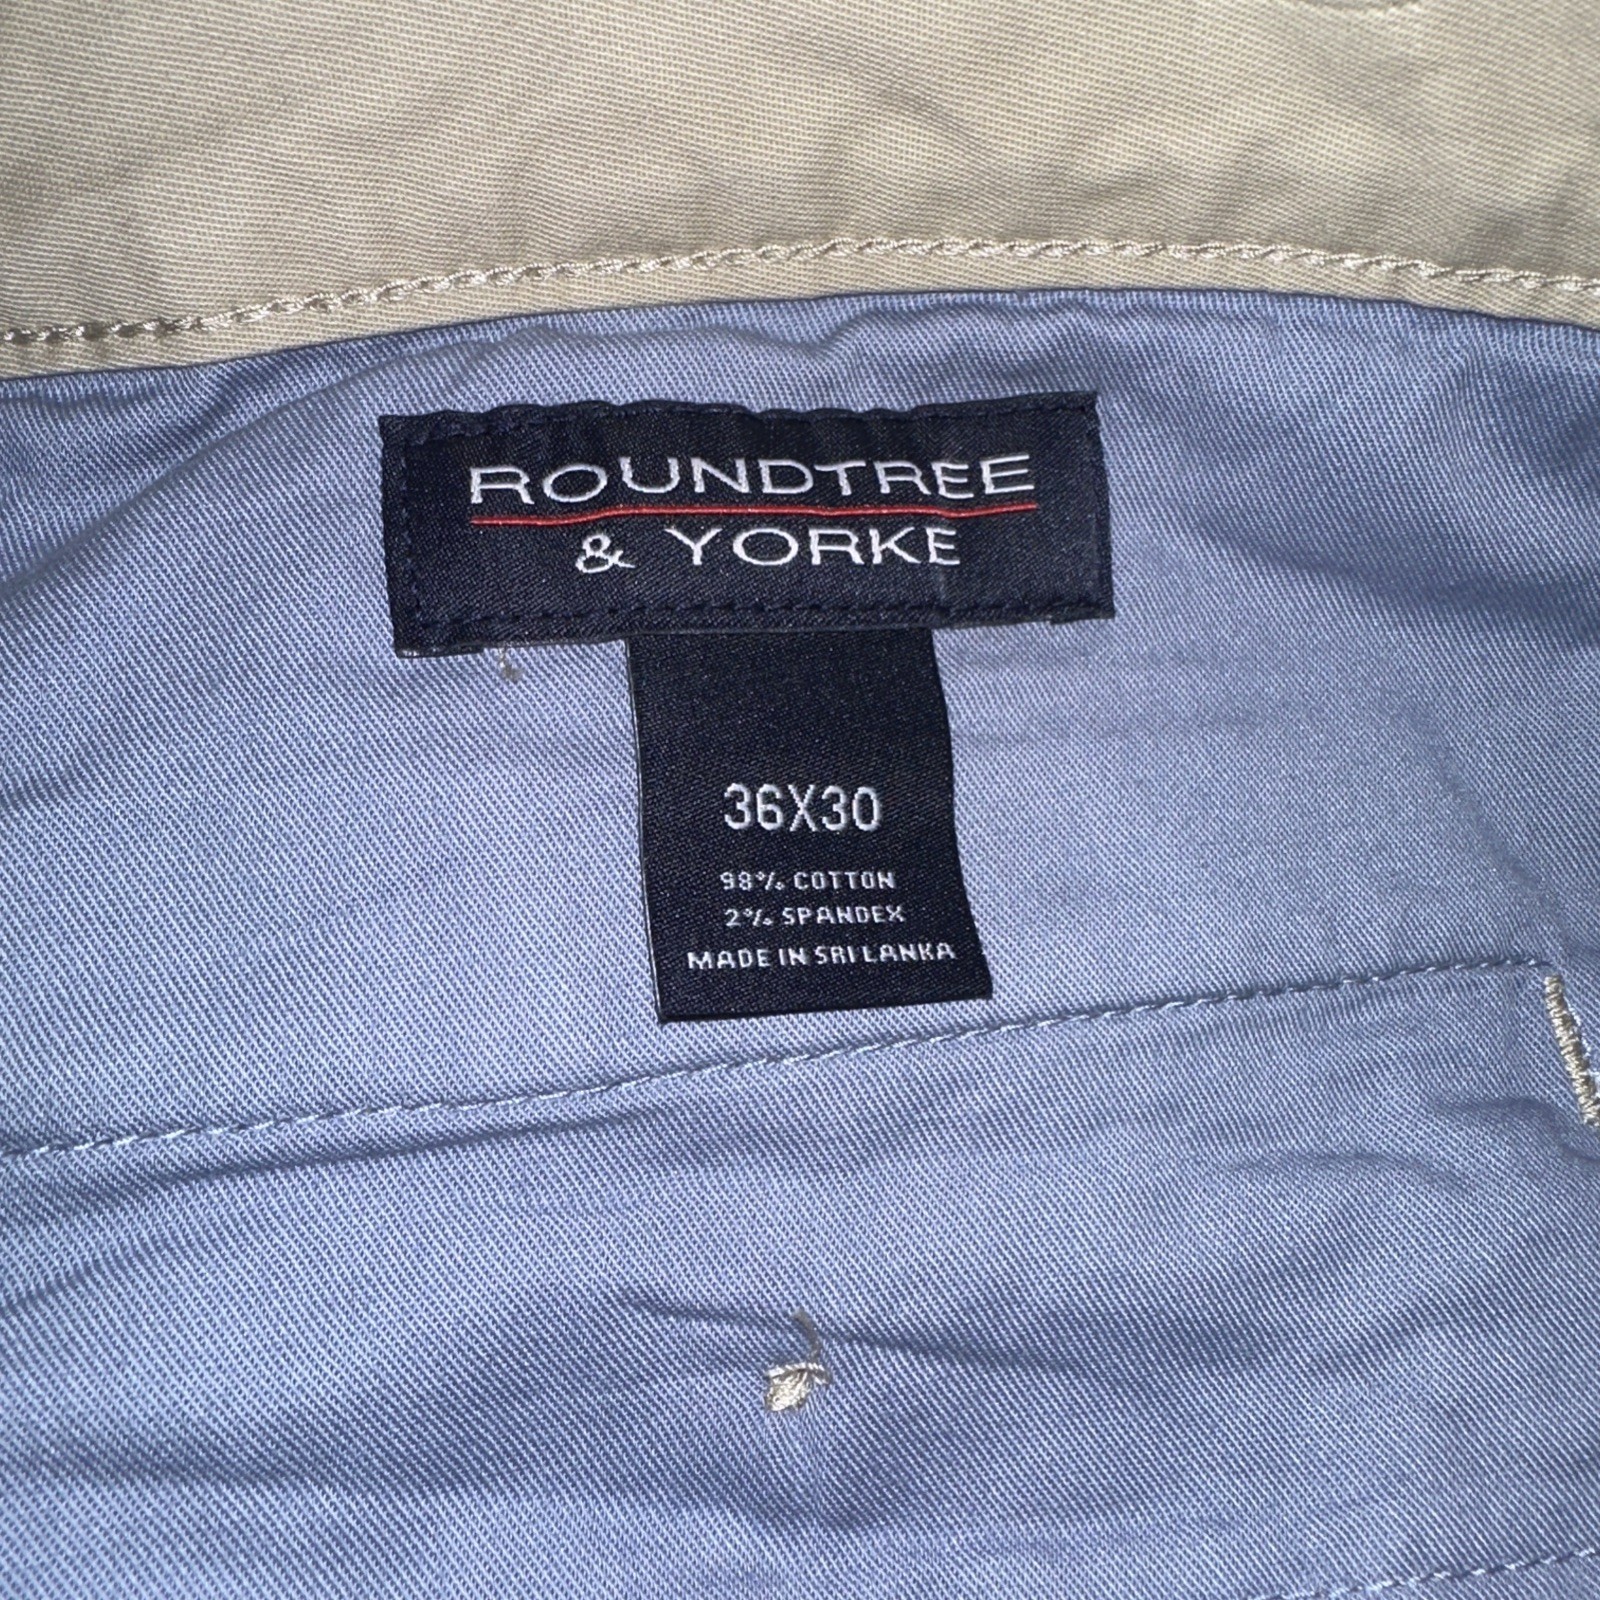 ROUNDTREE
& YORKE
36X30
98% COTTON
2% SPANDEX
MADE IN SRI LANKA